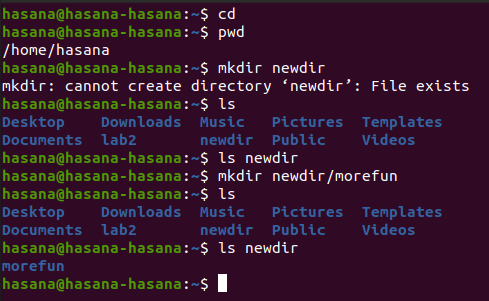 hasana@hasana-hasana:~$ cd
hasana@hasana-hasana:~$ pwd
/home/hasana
hasana@hasana-hasana:~$ mkdir newdir
mkdir: cannot create directory ‘newdir’: File exists
hasana@hasana-hasana:~$ ls
Desktop    Downloads  Music   Pictures  Templates
Documents  lab2       newdir  Public    Videos
hasana@hasana-hasana:~$ ls newdir
hasana@hasana-hasana:~$ mkdir newdir/morefun
hasana@hasana-hasana:~$ ls
Desktop    Downloads  Music   Pictures  Templates
Documents  lab2       newdir  Public    Videos
hasana@hasana-hasana:~$ ls newdir
morefun
hasana@hasana-hasana:~$